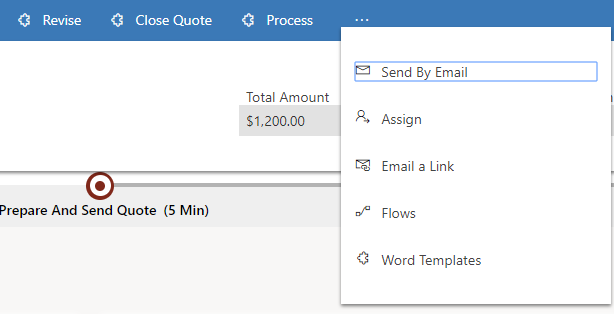 Revise Close Quote Process ...
Send By Email
Total Amount
$1,200.00
Assign
Email a Link
Prepare And Send Quote (5 Min)
Flows
Word Templates